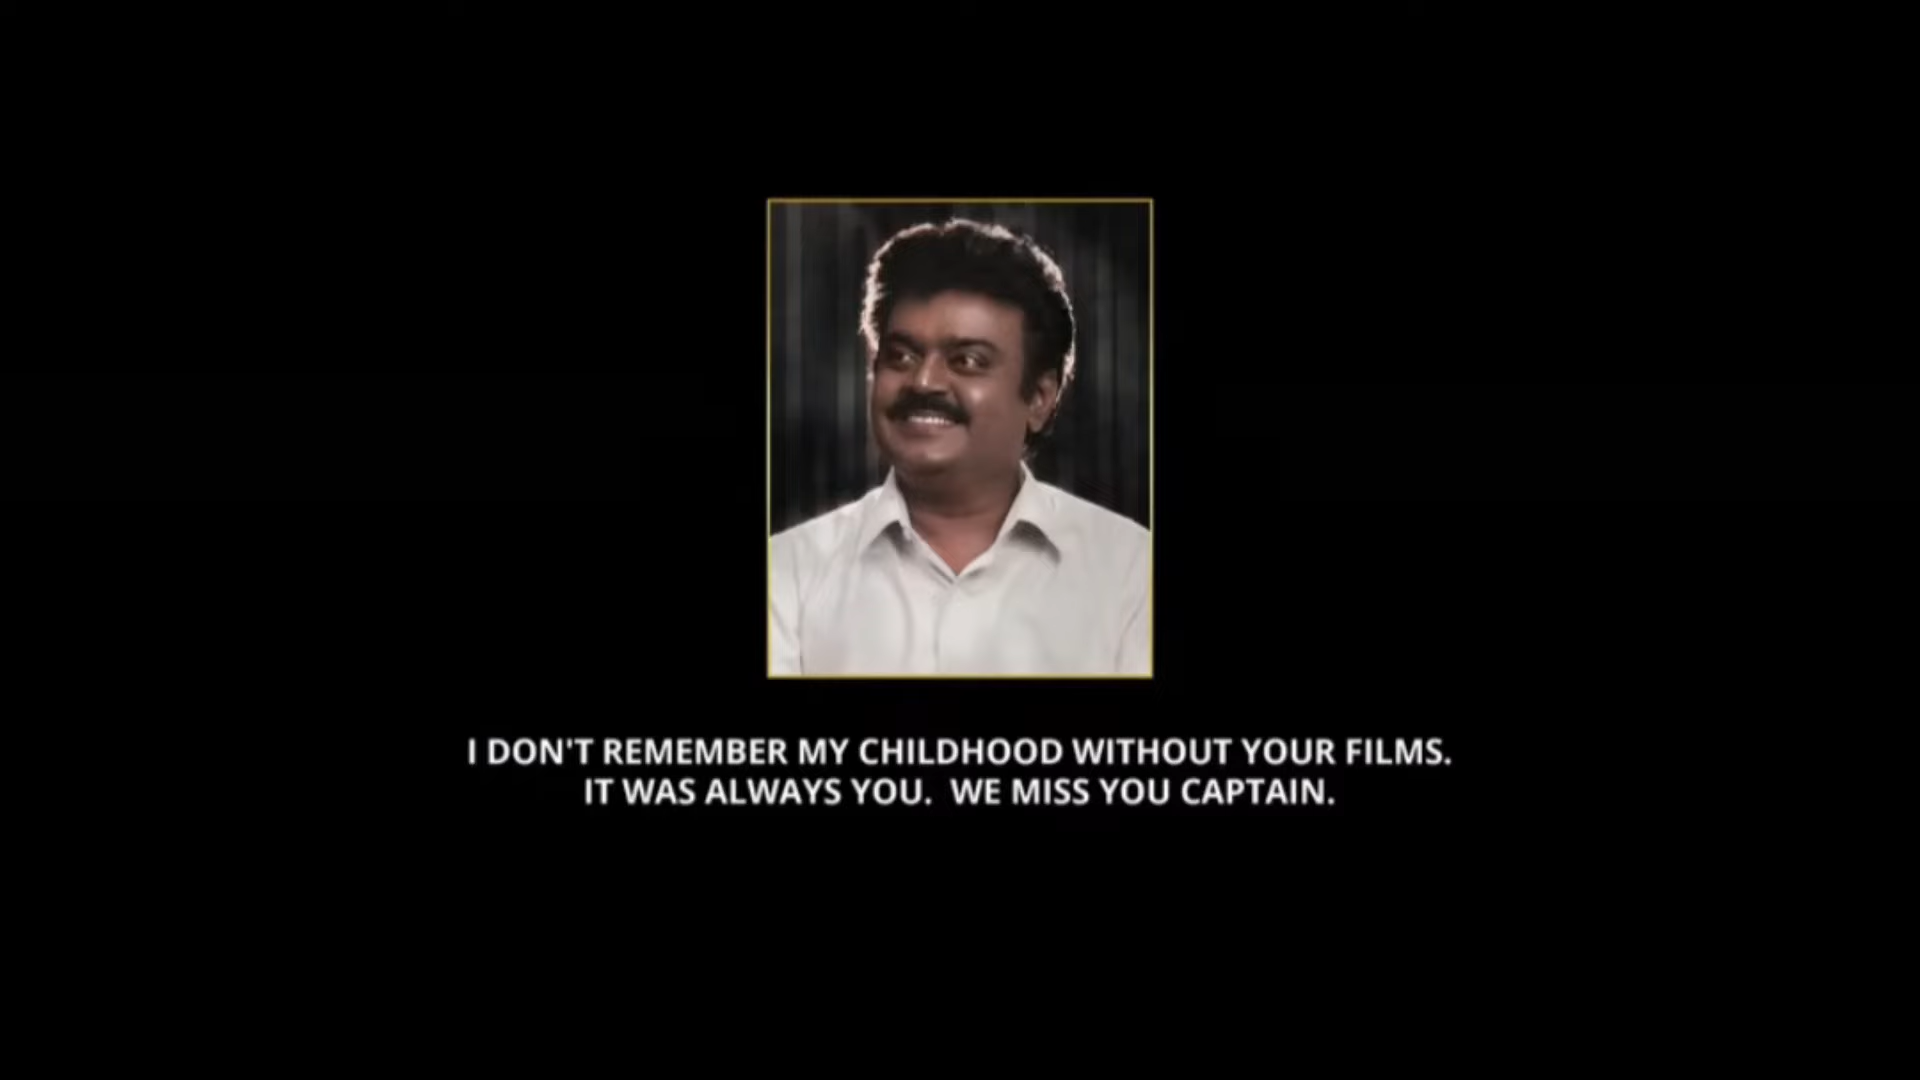 I DON'T REMEMBER MY CHILDHOOD WITHOUT YOUR FILMS.
IT WAS ALWAYS YOU.  WE MISS YOU CAPTAIN.